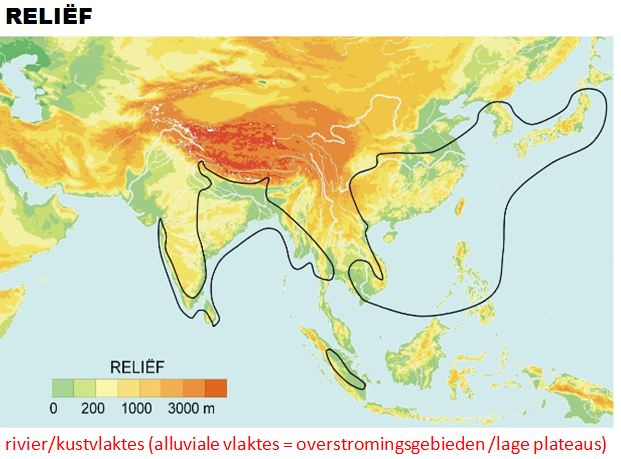 RELIËF
RELIËF
0 200 1000 3000 m
rivier/kustvlaktes (alluviale vlaktes = overstromingsgebieden /lage plateaus)